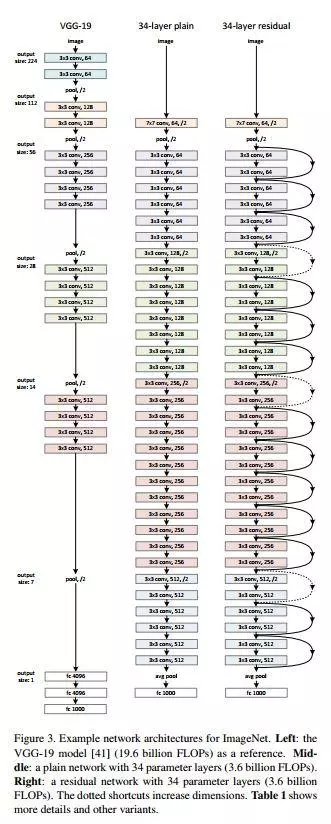 VGG-19
34-layer plain
34-layer residual
output
size: 224
output
size: 112
output
size: 56
output
size: 28
output
size: 14
output
size: 7
output
size: 1
image
3x3 conv, 64
3x3 conv, 64
pool, /2
3x3 conv, 128
3x3 conv, 128
pool, /2
3x3 conv, 256
3x3 conv, 256
3x3 conv, 256
3x3 conv, 256
pool, /2
3x3 conv, 512
3x3 conv, 512
3x3 conv, 512
3x3 conv, 512
pool, /2
3x3 conv, 512
3x3 conv, 512
3x3 conv, 512
3x3 conv, 512
pool, /2
fc 4096
fc 4096
fc 1000
image
7x7 conv, 64, /2
pool, /2
3x3 conv, 64
3x3 conv, 64
3x3 conv, 64
3x3 conv, 64
3x3 conv, 64
3x3 conv, 64
3x3 conv, 128, /2
3x3 conv, 128
3x3 conv, 128
3x3 conv, 128
3x3 conv, 128
3x3 conv, 128
3x3 conv, 128
3x3 conv, 128
3x3 conv, 256, /2
3x3 conv, 256
3x3 conv, 256
3x3 conv, 256
3x3 conv, 256
3x3 conv, 256
3x3 conv, 256
3x3 conv, 256
3x3 conv, 256
3x3 conv, 256
3x3 conv, 256
3x3 conv, 256
3x3 conv, 512, /2
3x3 conv, 512
3x3 conv, 512
3x3 conv, 512
3x3 conv, 512
3x3 conv, 512
avg pool
fc 1000
image
7x7 conv, 64, /2
pool, /2
3x3 conv, 64
3x3 conv, 64
3x3 conv, 64
3x3 conv, 64
3x3 conv, 64
3x3 conv, 64
3x3 conv, 128, /2
3x3 conv, 128
3x3 conv, 128
3x3 conv, 128
3x3 conv, 128
3x3 conv, 128
3x3 conv, 128
3x3 conv, 128
3x3 conv, 256, /2
3x3 conv, 256
3x3 conv, 256
3x3 conv, 256
3x3 conv, 256
3x3 conv, 256
3x3 conv, 256
3x3 conv, 256
3x3 conv, 256
3x3 conv, 256
3x3 conv, 256
3x3 conv, 256
3x3 conv, 512, /2
3x3 conv, 512
3x3 conv, 512
3x3 conv, 512
3x3 conv, 512
3x3 conv, 512
avg pool
fc 1000
Figure 3. Example network architectures for ImageNet. Left: the
VGG-19 model [41] (19.6 billion FLOPs) as a reference. Mid-
dle: a plain network with 34 parameter layers (3.6 billion FLOPs).
Right: a residual network with 34 parameter layers (3.6 billion
FLOPs). The dotted shortcuts increase dimensions. Table 1 shows
more details and other variants.